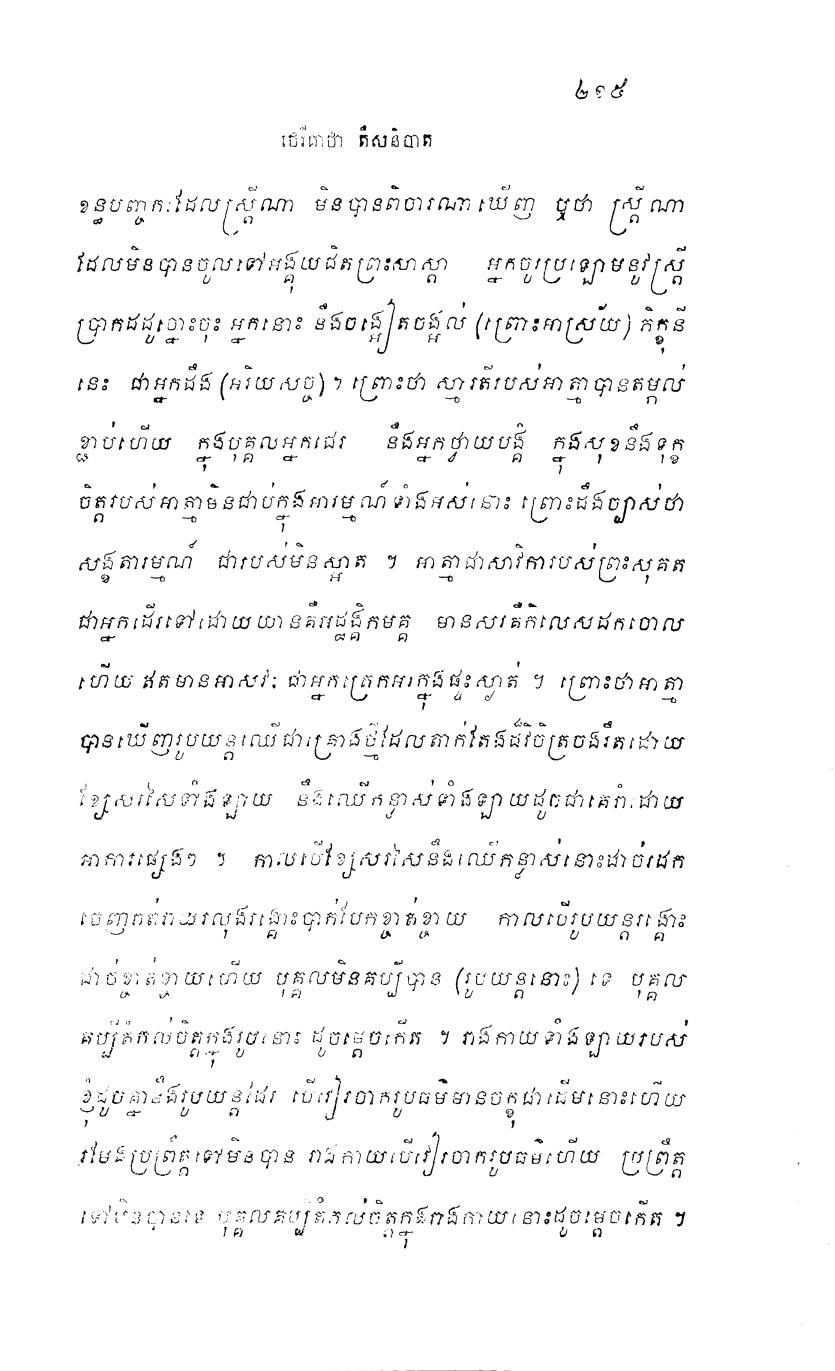 ២១៥
ថេរីគាថា តឹសនិបាត
ខន្ធបញ្ចកៈដែលស្ត្រីណា មិនបានពិចារណាឃើញ ឬថា ស្ត្រីណា
ដែលមិនបានចូលទៅអង្គុយជិតព្រះសាស្តា អ្នកចូរប្រឡោមនូវស្ត្រី
ប្រាកដដូច្នោះចុះ អ្នកនោះ នឹងចង្អៀតចង្អល់ (ព្រោះអាស្រ័យ) ភិក្ខុនី
នេះ ជាអ្នកដឹង (អរិយសច្ច) ។ ព្រោះថា ស្មារតីរបស់អាត្មាបានតម្កល់
ខ្ជាប់ហើយ ក្នុងបុគ្គលអ្នកជេរ នឹងអ្នកថ្វាយបង្គំ ក្នុងសុខនឹងទុក្ខ
ចិត្តរបស់អាត្មាមិនជាប់ក្នុងអារម្មណ៍ទាំងអស់នោះ ព្រោះដឹងច្បាស់ថា
សង្ខតារម្មណ៍ ជារបស់មិនស្អាត ។ អាត្មាជាសាវិការបស់ព្រះសុគត
ជាអ្នកដើរទៅដោយយានគឺអដ្ឋង្គិកមគ្គ មានសរគឺកិលេសដកចោល
ហើយ ឥតមានអាសវៈ ជាអ្នកត្រេកអរក្នុងផ្ទះស្ងាត់ ។ ព្រោះថាអាត្មា
បានឃើញរូបយន្តឈើជាគ្រោងថ្មីដែលតាក់តែងដ៏វិចិត្រចងរឹតដោយ
ខ្សែសរសៃទាំងឡាយ នឹងឈើកន្ទាស់ទាំងឡាយដូចជាគេរាំដោយ
អាការផ្សេងៗ ។ កាលបើខ្សែសរសៃនឹងឈើកន្ទាស់នោះដាច់ដេក
ចេញរាត់រាយរលុងរង្គោះបាក់បែកខ្ចាត់ខ្ចាយ កាលបើរូបយន្តរង្គោះ
ដាច់ខ្ចាត់ខ្ចាយហើយ បុគ្គលមិនគប្បីបាន (រូបយន្តនោះ) ទេ បុគ្គល
គប្បីតំកល់ចិត្តក្នុងរូបនោះ ដូចម្តេចកើត ។ រាងកាយទាំងឡាយរបស់
ខ្ញុំដូចគ្នានឹងរូបយន្តដែរ បើវៀរចាករូបធម៌មានចក្ខុជាដើមនោះហើយ
រមែងប្រព្រឹត្តទៅមិនបាន រាងកាយបើវៀរចាករូបធម៌ហើយ ប្រព្រឹត្ត
ទៅមិនបានទេ បុគ្គលគប្បីតំកល់ចិត្តក្នុងរាងកាយនោះដូចម្តេចកើត ។